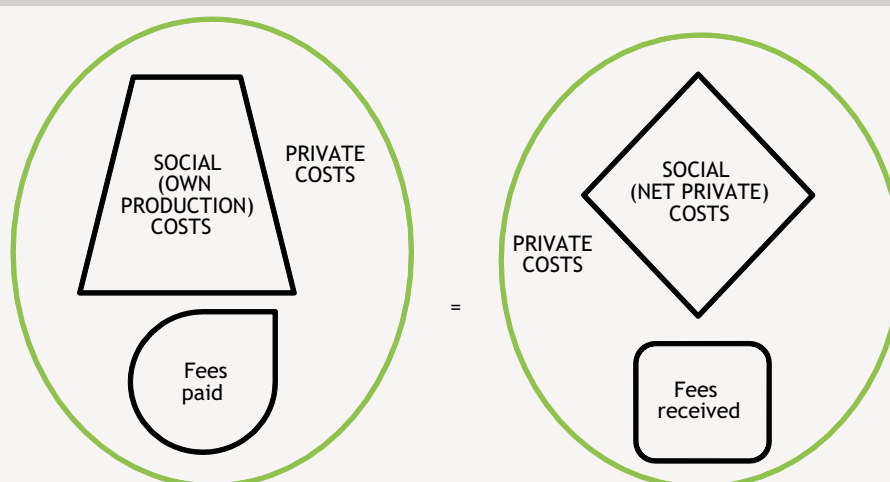 SOCIAL
(OWN
PRODUCTION)
COSTS
PRIVATE
COSTS
Fees
paid
=
SOCIAL
(NET PRIVATE)
COSTS
PRIVATE
COSTS
Fees
received